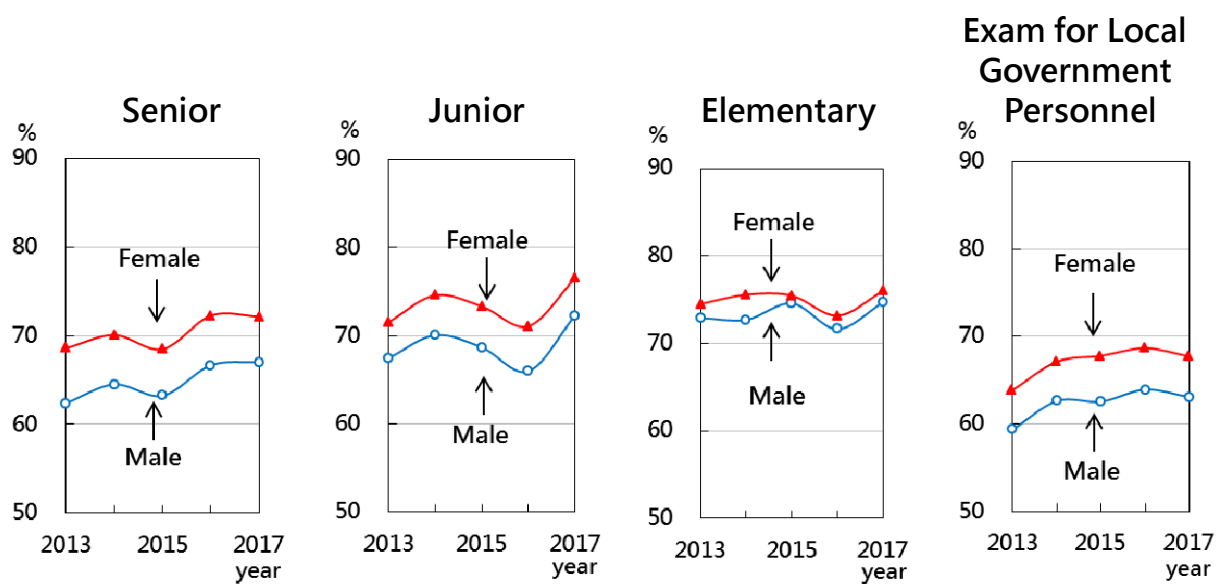 Senior
%
90
80
70
60
50
Female
Male
2013
2015
2017
year
Junior
90
80
70
60
50
Female
Male
2013
2015
2017
year
Elementary
%
90
80
70
60
50
Female
Male
2013
2015
2017
year
Exam for Local
Government
Personnel
%
90
80
70
60
50
Female
Male
2013
2015
2017
year